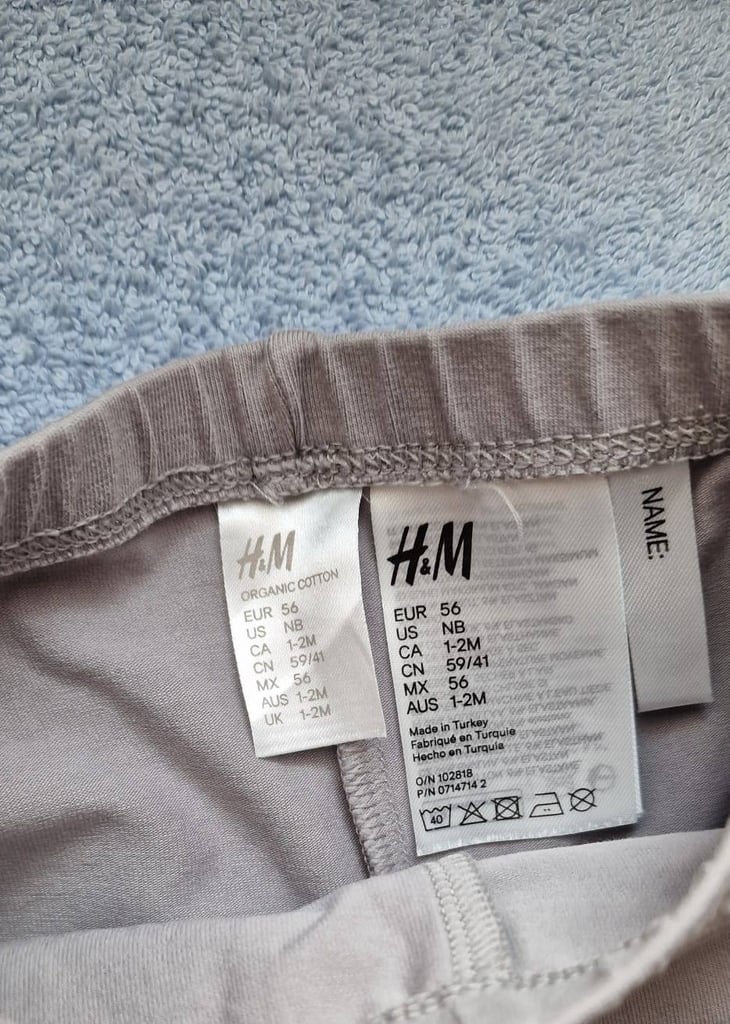 H&M
ORGANIC COTTON
EUR 56
US NB
CA 1-2M
CN 59/41
MX 56
AUS 1-2M
UK 1-2M
H&M
EUR 56
US NB
CA 1-2M
CN 59/41
MX 56
AUS 1-2M
Made in Turkey
Fabriqué en Turquie
Hecho en Turquía
O/N 102818
P/N 0714714 2
40
NAME: